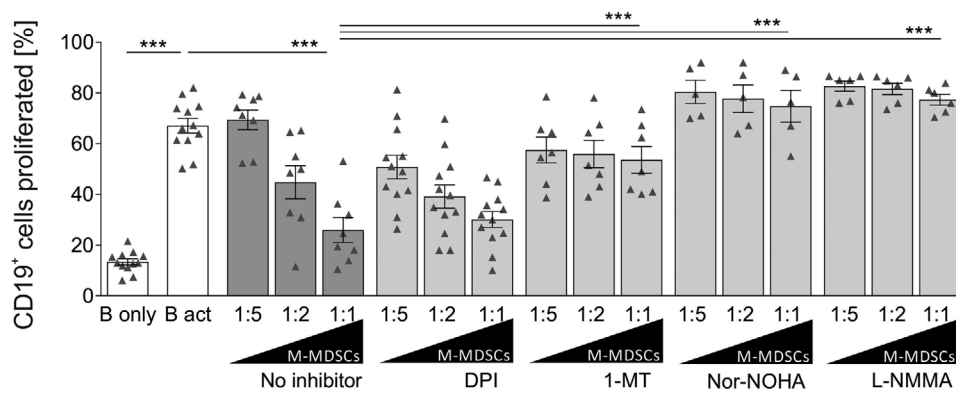 ***
***
***
***
***
CD19⁺ cells proliferated [%]
100
80
60
40
20
0
B only B act 1:5 1:2 1:1 1:5 1:2 1:1 1:5 1:2 1:1 1:5 1:2 1:1 1:5 1:2 1:1
M-MDSCs M-MDSCs M-MDSCs M-MDSCs M-MDSCs
No inhibitor DPI 1-MT Nor-NOHA L-NMMA